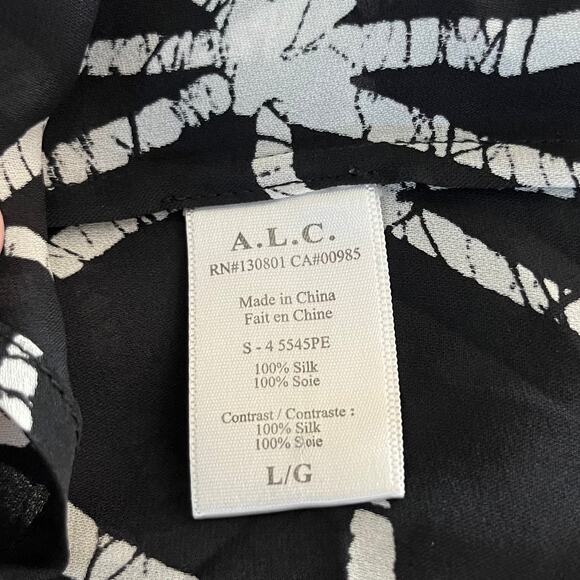 A.L.C.
RN#130801 CA#00985
Made in China
Fait en Chine
S - 4 5545PE
100% Silk
100% Soie
Contrast / Contraste :
100% Silk
100% Soie
L/G